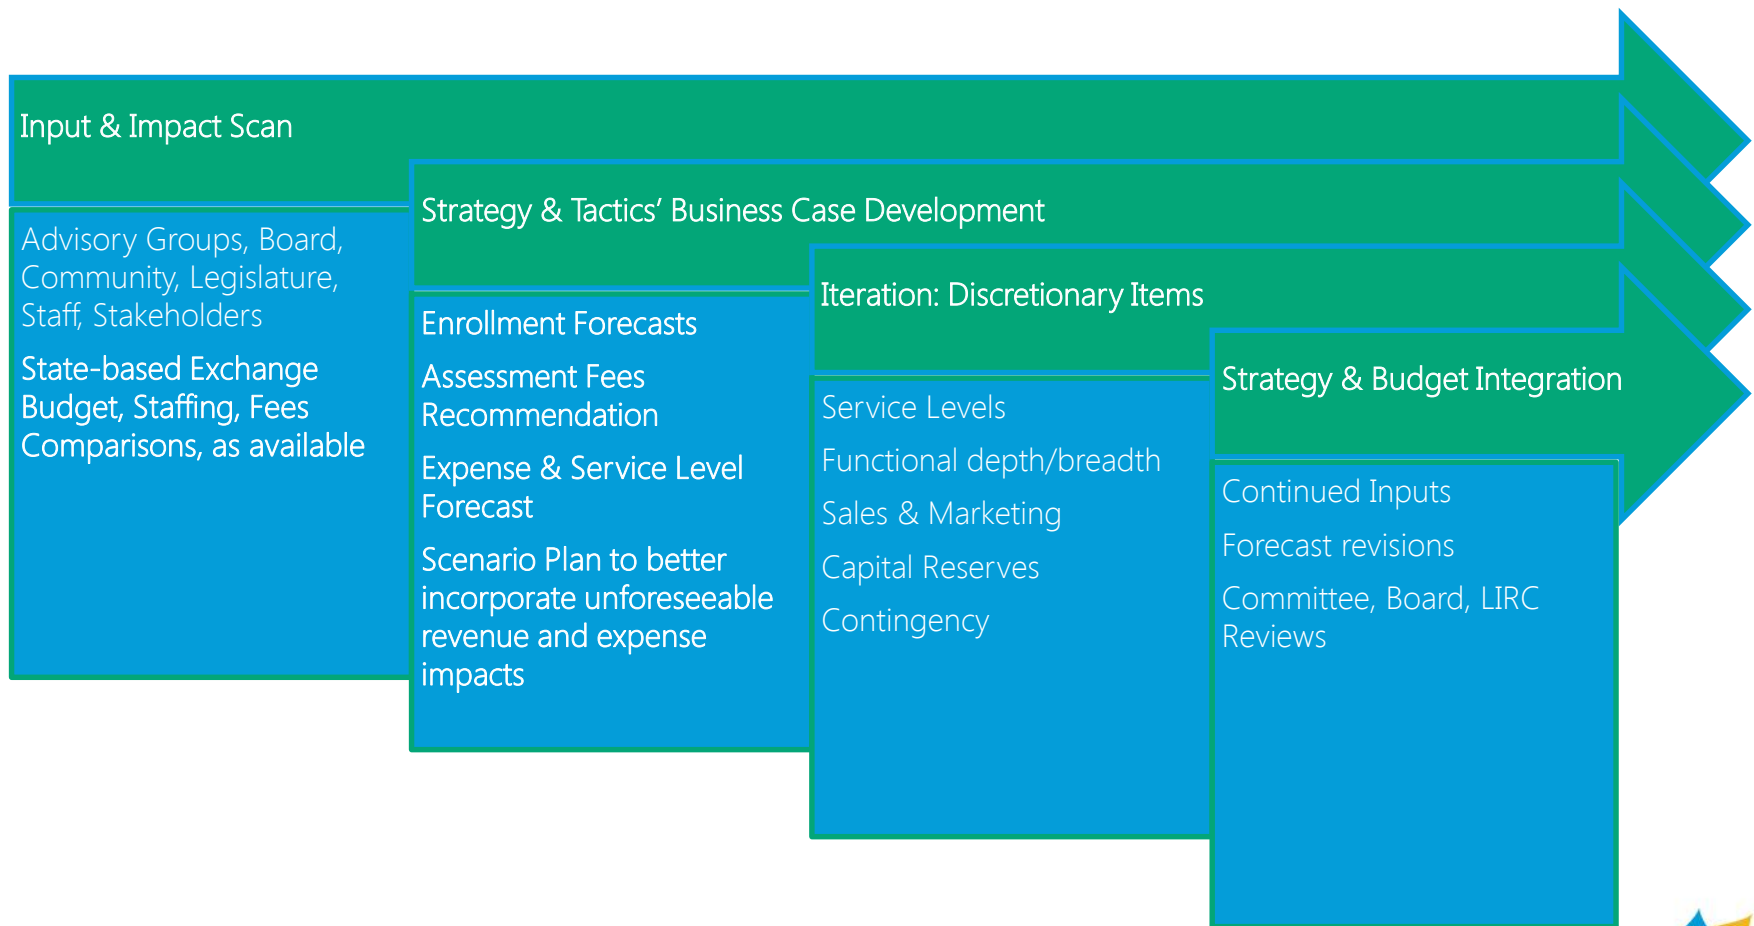 Input & Impact Scan
Advisory Groups, Board,
Community, Legislature,
Staff, Stakeholders
State-based Exchange
Budget, Staffing, Fees
Comparisons, as available
Strategy & Tactics’ Business Case Development
Enrollment Forecasts
Assessment Fees
Recommendation
Expense & Service Level
Forecast
Scenario Plan to better
incorporate unforeseeable
revenue and expense
impacts
Iteration: Discretionary Items
Service Levels
Functional depth/breadth
Sales & Marketing
Capital Reserves
Contingency
Strategy & Budget Integration
Continued Inputs
Forecast revisions
Committee, Board, LIRC
Reviews